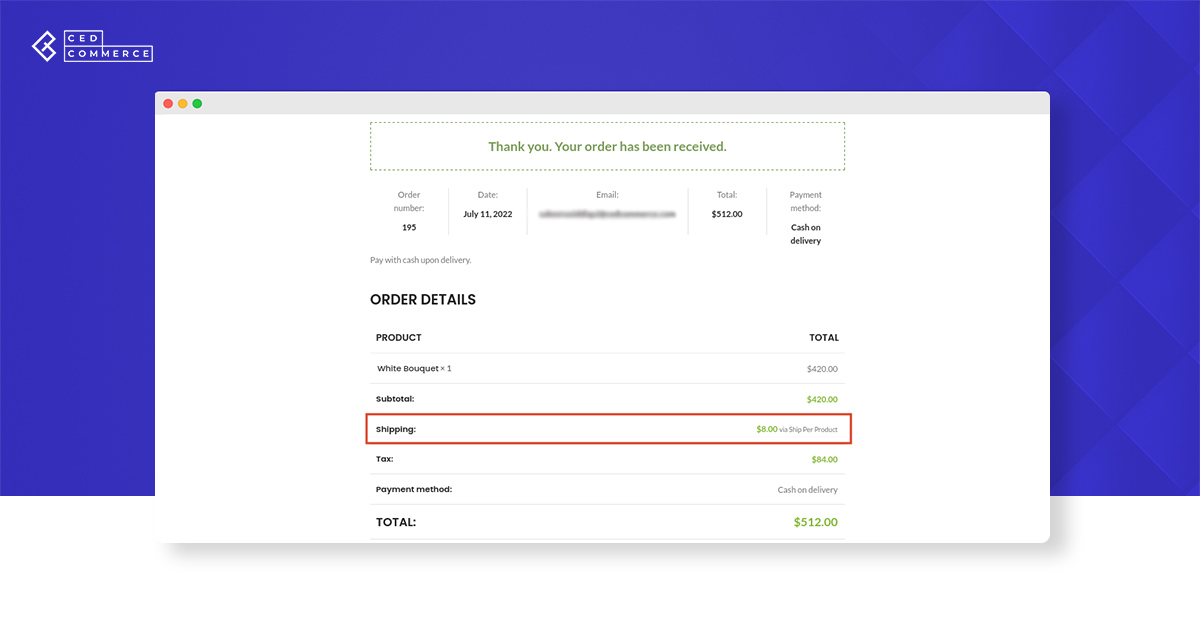 CED
COMMERCE
Thank you. Your order has been received.
Order number:
195
Date:
July 11, 2022
Email:
Total:
$512.00
Payment method:
Cash on delivery
Pay with cash upon delivery.
ORDER DETAILS
PRODUCT TOTAL
White Bouquet × 1 $420.00
Subtotal: $420.00
Shipping: $8.00 via Ship Per Product
Tax: $84.00
Payment method: Cash on delivery
TOTAL: $512.00